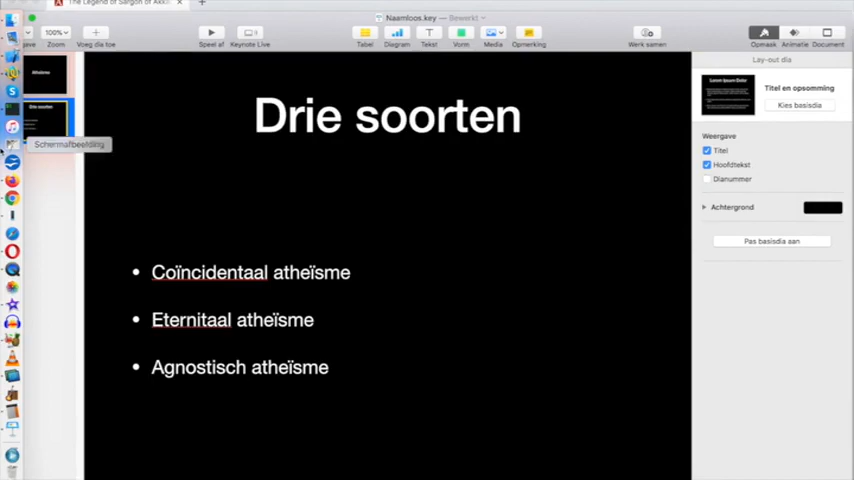 The Legend of Sargon of Akka
Naamloos.key — Bewerkt
100%
Zoom
Voeg dia toe
Speel af
Keynote Live
Tabel
Diagram
Tekst
Vorm
Media
Opmerking
Werk samen
Opmaak
Animatie
Document
Atheïsme
Drie soorten
Schermafbeelding
Drie soorten
• Coïncidentaal atheïsme
• Eternitaal atheïsme
• Agnostisch atheïsme
Lay-out dia
Lorem Ipsum Dolor
Titel en opsomming
Kies basisdia
Weergave
Titel
Hoofdtekst
Dianummer
Achtergrond
Pas basisdia aan